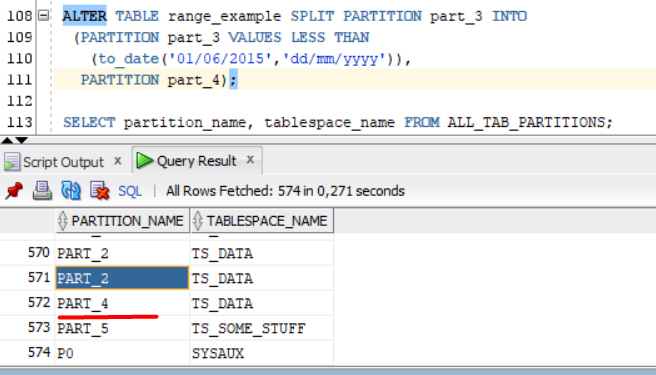 108 ALTER TABLE range_example SPLIT PARTITION part_3 INTO
109 (PARTITION part_3 VALUES LESS THAN
110 (to_date('01/06/2015','dd/mm/yyyy')),
111 PARTITION part_4);
112
113 SELECT partition_name, tablespace_name FROM ALL_TAB_PARTITIONS;
Script Output x Query Result x
SQL | All Rows Fetched: 574 in 0,271 seconds
PARTITION_NAME TABLESPACE_NAME
570 PART_2 TS_DATA
571 PART_2 TS_DATA
572 PART_4 TS_DATA
573 PART_5 TS_SOME_STUFF
574 P0 SYSAUX